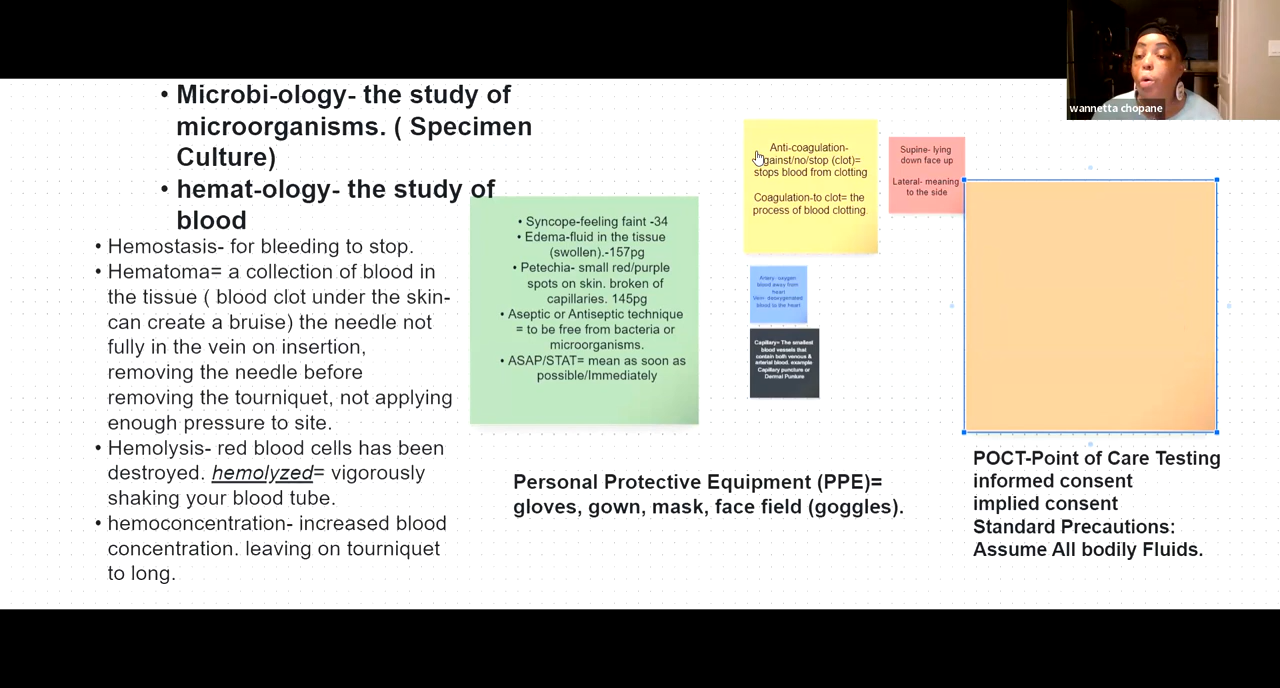 • Microbi-ology- the study of
microorganisms. ( Specimen
Culture)
• hemat-ology- the study of
blood
• Hemostasis- for bleeding to stop.
• Hematoma= a collection of blood in
the tissue ( blood clot under the skin-
can create a bruise) the needle not
fully in the vein on insertion,
removing the needle before
removing the tourniquet, not applying
enough pressure to site.
• Hemolysis- red blood cells has been
destroyed. hemolyzed= vigorously
shaking your blood tube.
• hemoconcentration- increased blood
concentration. leaving on tourniquet
to long.
• Syncope-feeling faint -34
• Edema-fluid in the tissue
(swollen).-157pg
• Petechia- small red/purple
spots on skin. broken of
capillaries. 145pg
• Aseptic or Antiseptic technique
= to be free from bacteria or
microorganisms.
• ASAP/STAT= mean as soon as
possible/Immediately
Personal Protective Equipment (PPE)=
gloves, gown, mask, face field (goggles).
Anti-coagulation-
against/no/stop (clot)=
stops blood from clotting
Coagulation-to clot= the
process of blood clotting.
Artery- oxygen
blood away from
heart
Vein- deoxygenated
blood to the heart
Capillary= The smallest
blood vessels that
contain both venous &
arterial blood. example
Capillary puncture or
Dermal
Supine- lying
down face up
Lateral- meaning
to the side
POCT-Point of Care Testing
informed consent
implied consent
Standard Precautions:
Assume All bodily Fluids.
wannetta chopane